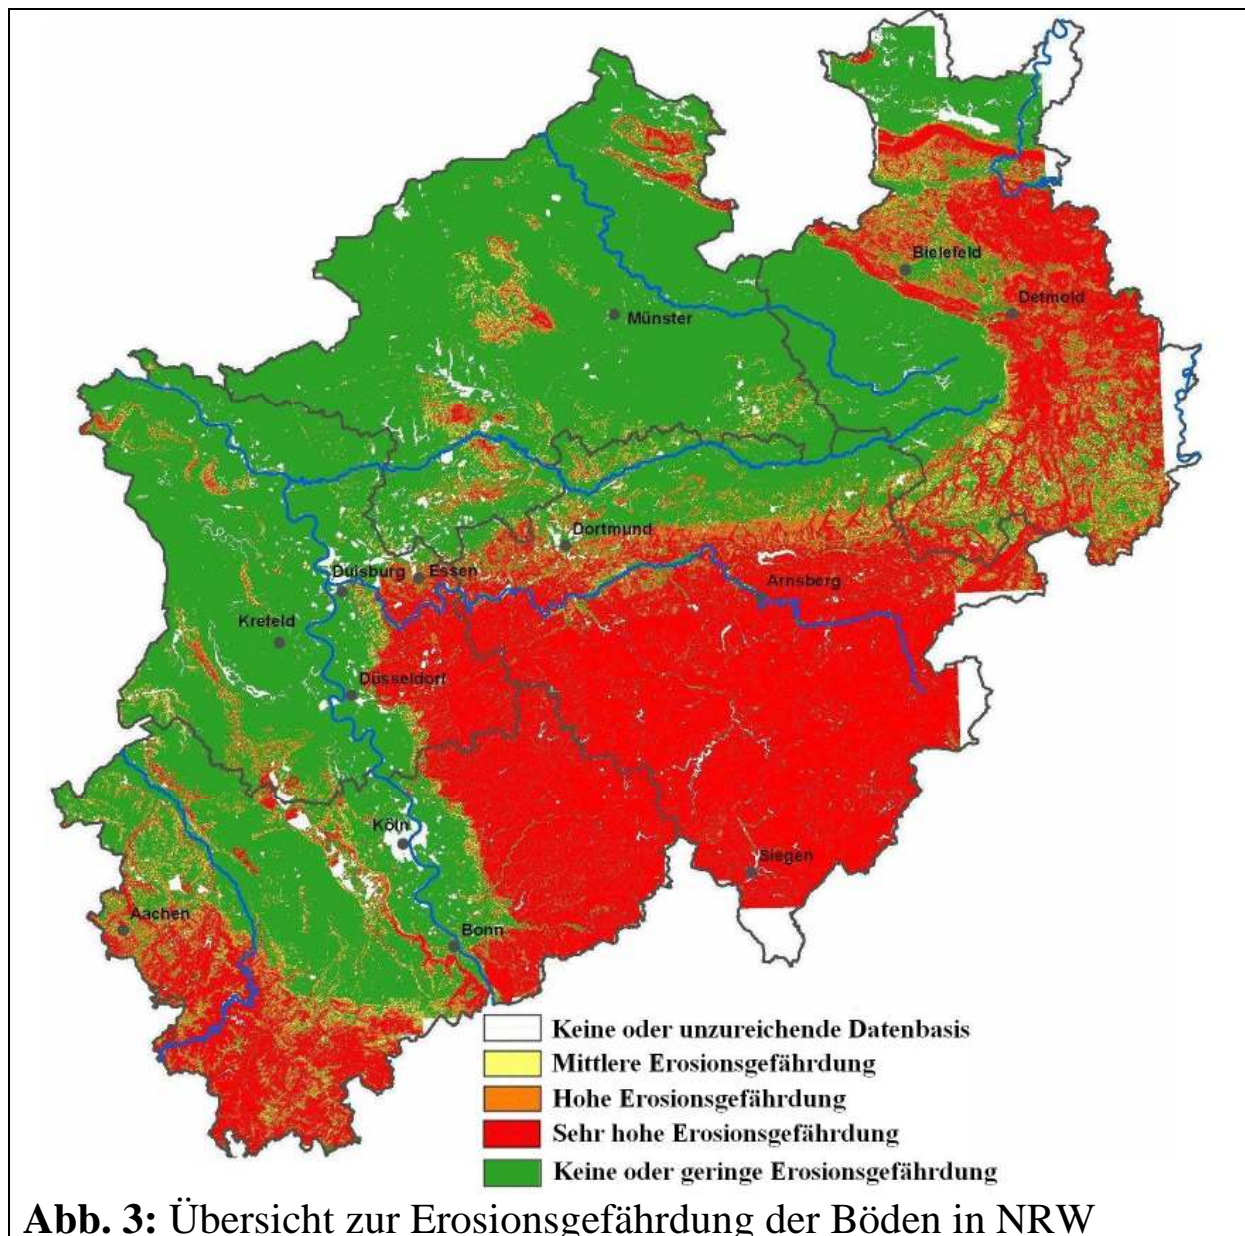 Bielefeld
Detmold
Münster
Dortmund
Duisburg
Essen
Arnsberg
Krefeld
Düsseldorf
Köln
Siegen
Aachen
Bonn
Keine oder unzureichende Datenbasis
Mittlere Erosionsgefährdung
Hohe Erosionsgefährdung
Sehr hohe Erosionsgefährdung
Keine oder geringe Erosionsgefährdung
Abb. 3: Übersicht zur Erosionsgefährdung der Böden in NRW